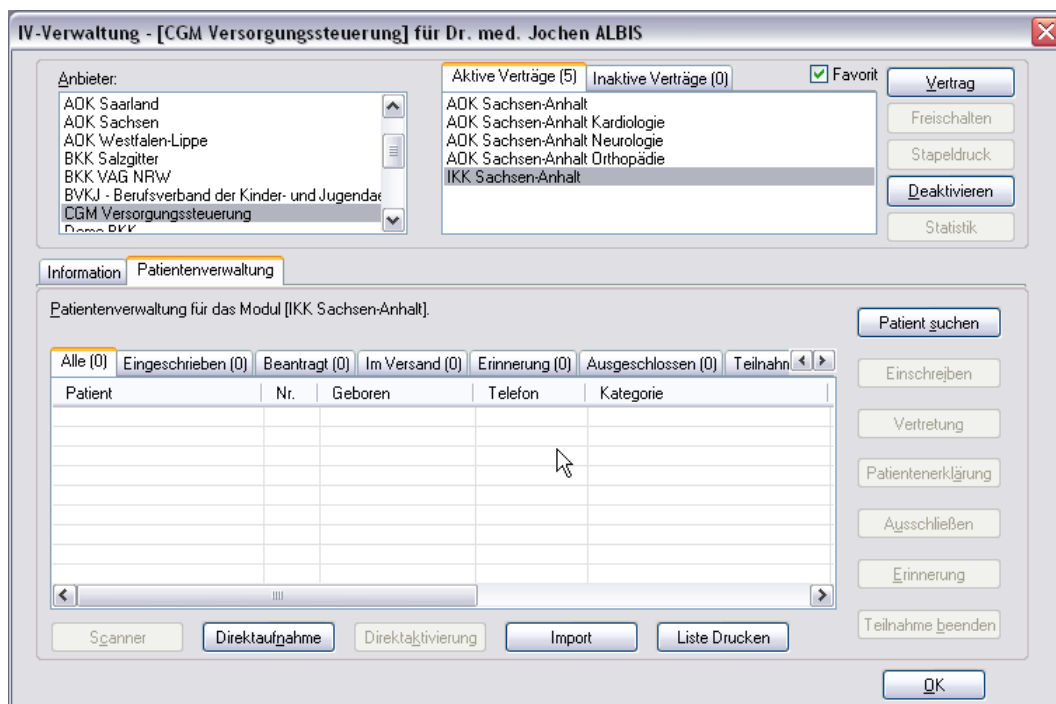 IV-Verwaltung - [CGM Versorgungssteuerung] für Dr. med. Jochen ALBIS
Anbieter:
AOK Saarland
AOK Sachsen
AOK Westfalen-Lippe
BKK Salzgitter
BKK VAG NRW
BVKJ - Berufsverband der Kinder- und Jugendae
CGM Versorgungssteuerung
Demo BKK
Aktive Verträge (5) Inaktive Verträge (0)
Favorit
AOK Sachsen-Anhalt
AOK Sachsen-Anhalt Kardiologie
AOK Sachsen-Anhalt Neurologie
AOK Sachsen-Anhalt Orthopädie
IKK Sachsen-Anhalt
Vertrag
Freischalten
Stapeldruck
Deaktivieren
Statistik
Information Patientenverwaltung
Patientenverwaltung für das Modul [IKK Sachsen-Anhalt].
Alle (0) Eingeschrieben (0) Beantragt (0) Im Versand (0) Erinnerung (0) Ausgeschlossen (0) Teilnahm
Patient Nr. Geboren Telefon Kategorie
Patient suchen
Einschreiben
Vertretung
Patientenerklärung
Ausschließen
Erinnerung
Teilnahme beenden
Scanner Direktaufnahme Direktaktivierung Import Liste Drucken
OK